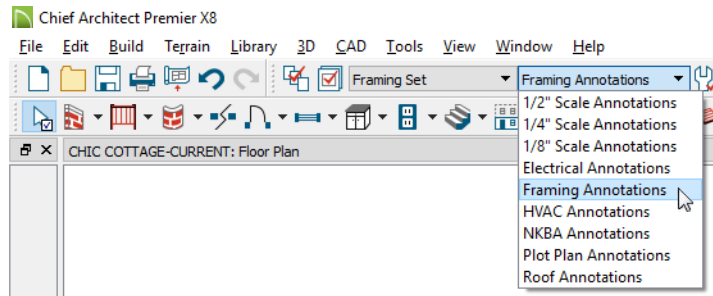 Chief Architect Premier X8
File Edit Build Terrain Library 3D CAD Tools View Window Help
Framing Set Framing Annotations
CHIC COTTAGE-CURRENT: Floor Plan
1/2" Scale Annotations
1/4" Scale Annotations
1/8" Scale Annotations
Electrical Annotations
Framing Annotations
HVAC Annotations
NKBA Annotations
Plot Plan Annotations
Roof Annotations